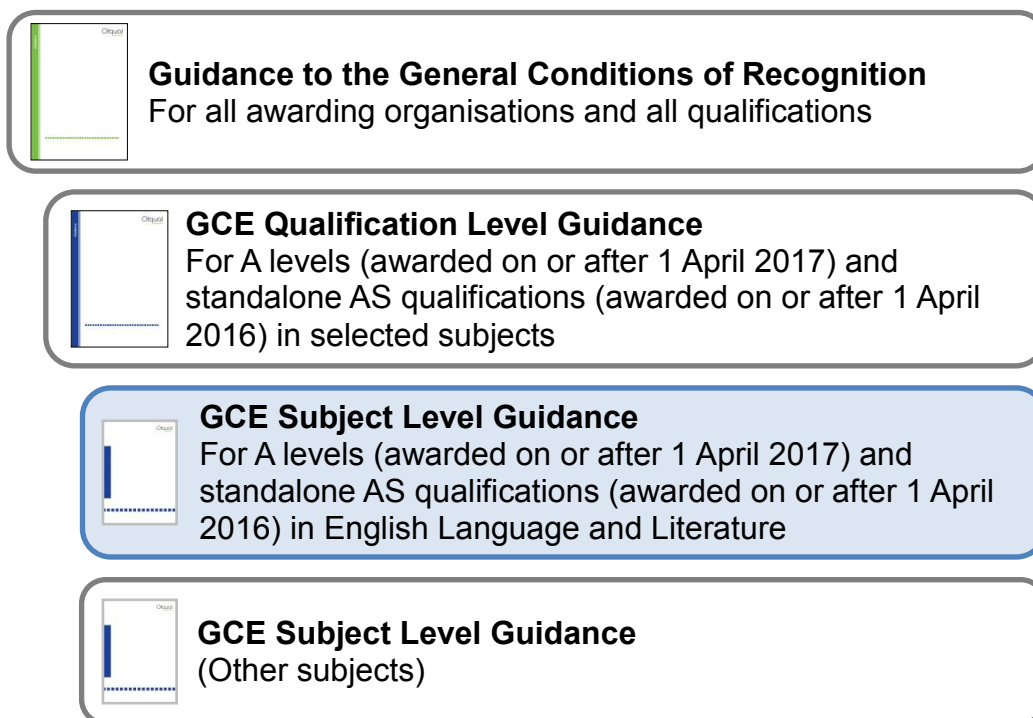 Ofqual
Guidance to the General Conditions of Recognition
For all awarding organisations and all qualifications
Ofqual
GCE Qualification Level Guidance
For A levels (awarded on or after 1 April 2017) and
standalone AS qualifications (awarded on or after 1 April
2016) in selected subjects
Ofqual
GCE Subject Level Guidance
For A levels (awarded on or after 1 April 2017) and
standalone AS qualifications (awarded on or after 1 April
2016) in English Language and Literature
Ofqual
GCE Subject Level Guidance
(Other subjects)